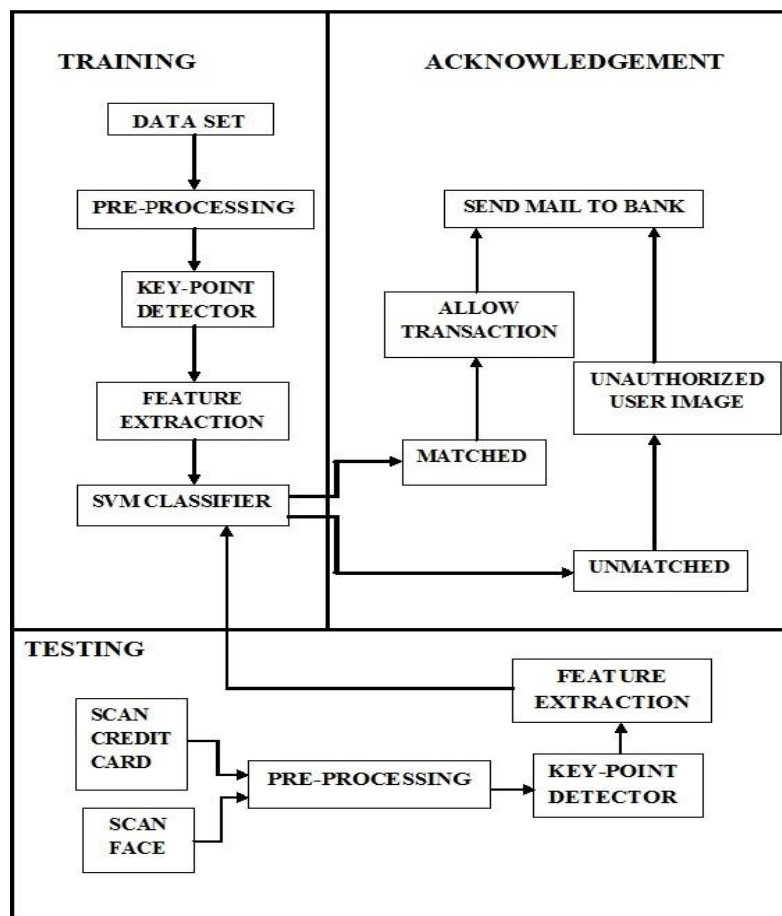 TRAINING
DATA SET
PRE-PROCESSING
KEY-POINT
DETECTOR
FEATURE
EXTRACTION
SVM CLASSIFIER
ACKNOWLEDGEMENT
SEND MAIL TO BANK
ALLOW
TRANSACTION
UNAUTHORIZED
USER IMAGE
MATCHED
UNMATCHED
TESTING
SCAN
CREDIT
CARD
SCAN
FACE
PRE-PROCESSING
KEY-POINT
DETECTOR
FEATURE
EXTRACTION